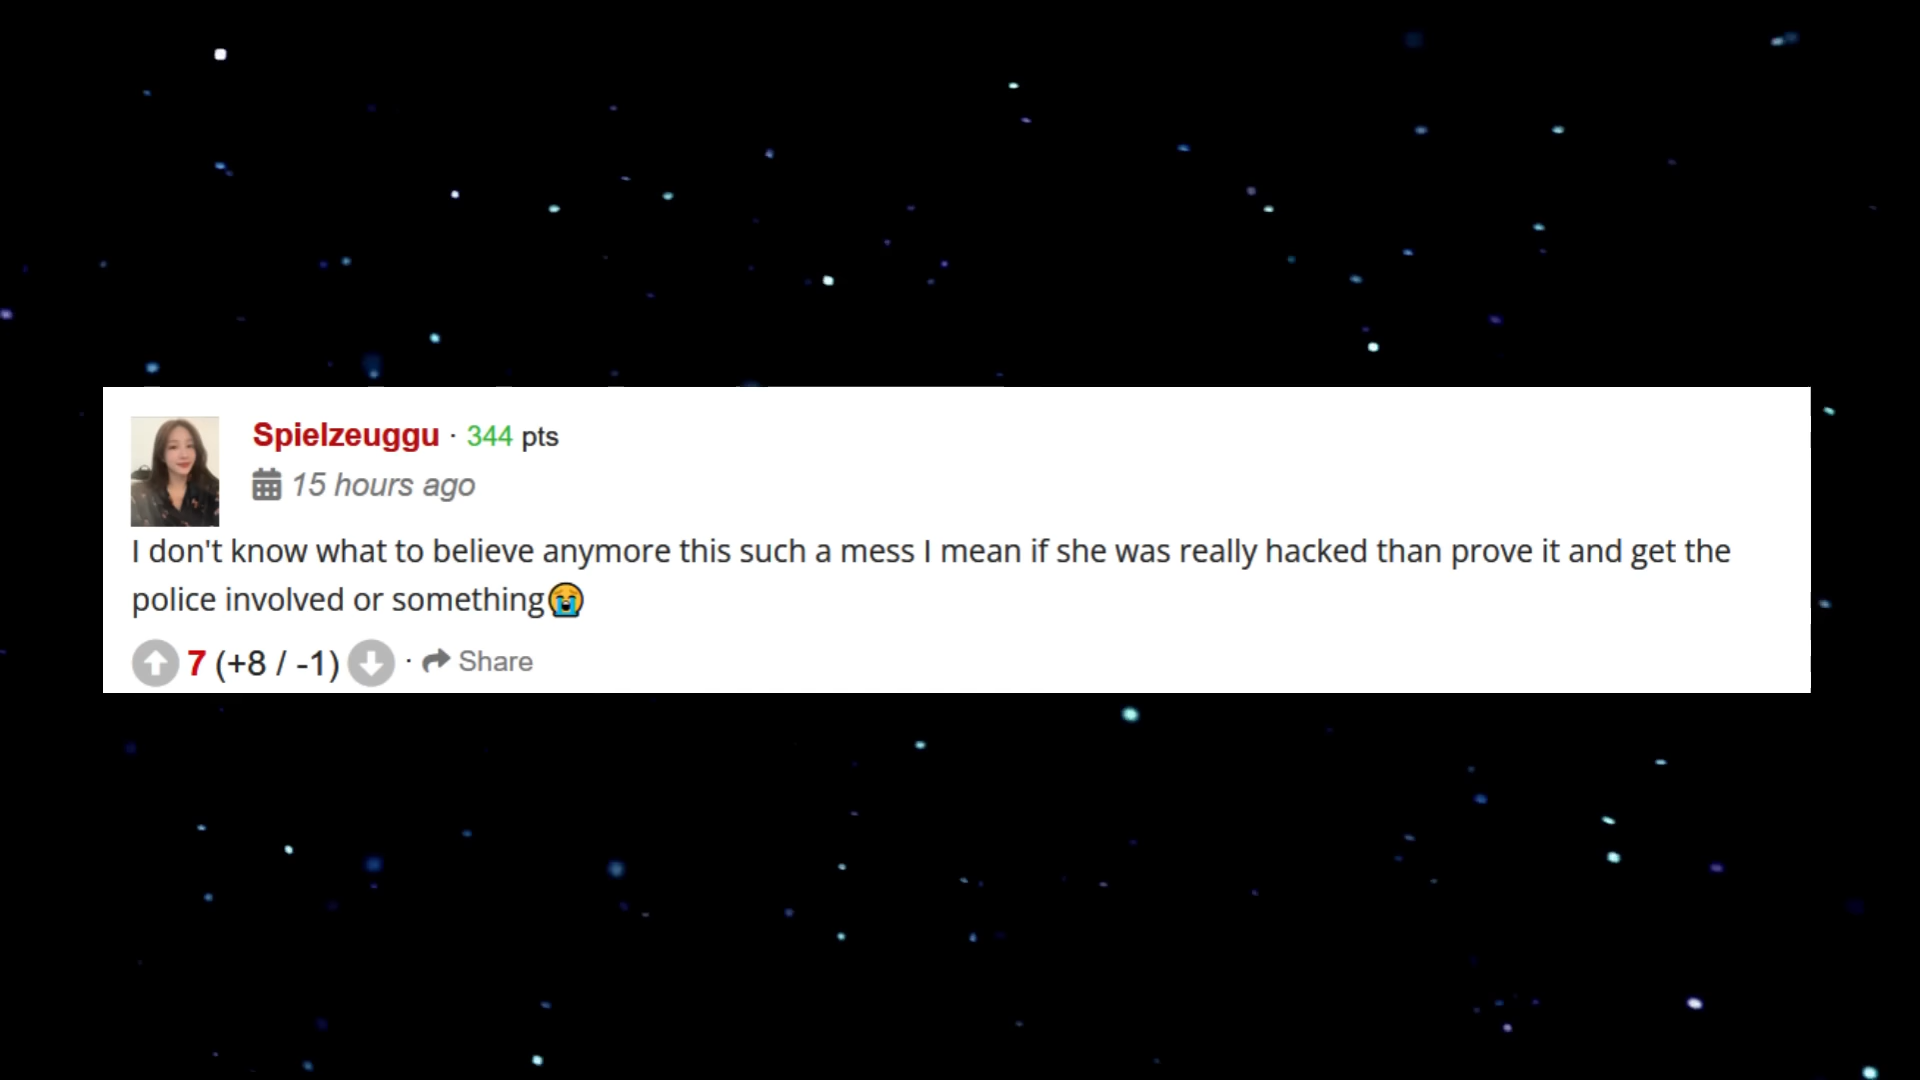 Spielzeuggu · 344 pts
15 hours ago
I don't know what to believe anymore this such a mess I mean if she was really hacked than prove it and get the
police involved or something😭
7 (+8 / -1) · Share